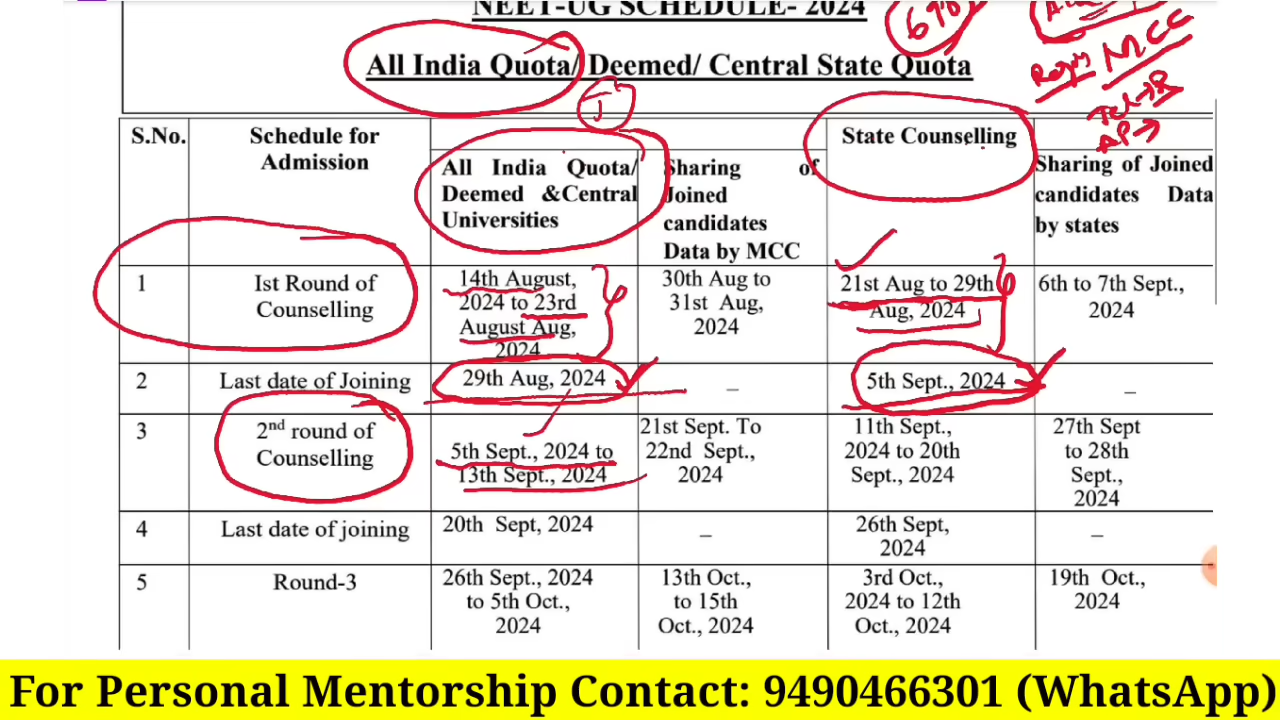 NEET-UG SCHEDULE- 2024
All India Quota/ Deemed/ Central State Quota
690
MCC
S.No.
Schedule for
Admission
All India Quota/
Deemed &Central
Universities
Sharing of
Joined
candidates
Data by MCC
State Counselling
Sharing of Joined
candidates Data
by states
1
Ist Round of
Counselling
14th August,
2024 to 23rd
August Aug,
2024
30th Aug to
31st Aug,
2024
21st Aug to 29th
Aug, 2024
6th to 7th Sept.,
2024
2
Last date of Joining
29th Aug, 2024
–
5th Sept., 2024
–
3
2nd round of
Counselling
5th Sept., 2024 to
13th Sept., 2024
21st Sept. To
22nd Sept.,
2024
11th Sept.,
2024 to 20th
Sept., 2024
27th Sept
to 28th
Sept.,
2024
4
Last date of joining
20th Sept, 2024
–
26th Sept,
2024
–
5
Round-3
26th Sept., 2024
to 5th Oct.,
2024
13th Oct.,
to 15th
Oct., 2024
3rd Oct.,
2024 to 12th
Oct., 2024
19th Oct.,
2024
For Personal Mentorship Contact: 9490466301 (WhatsApp)